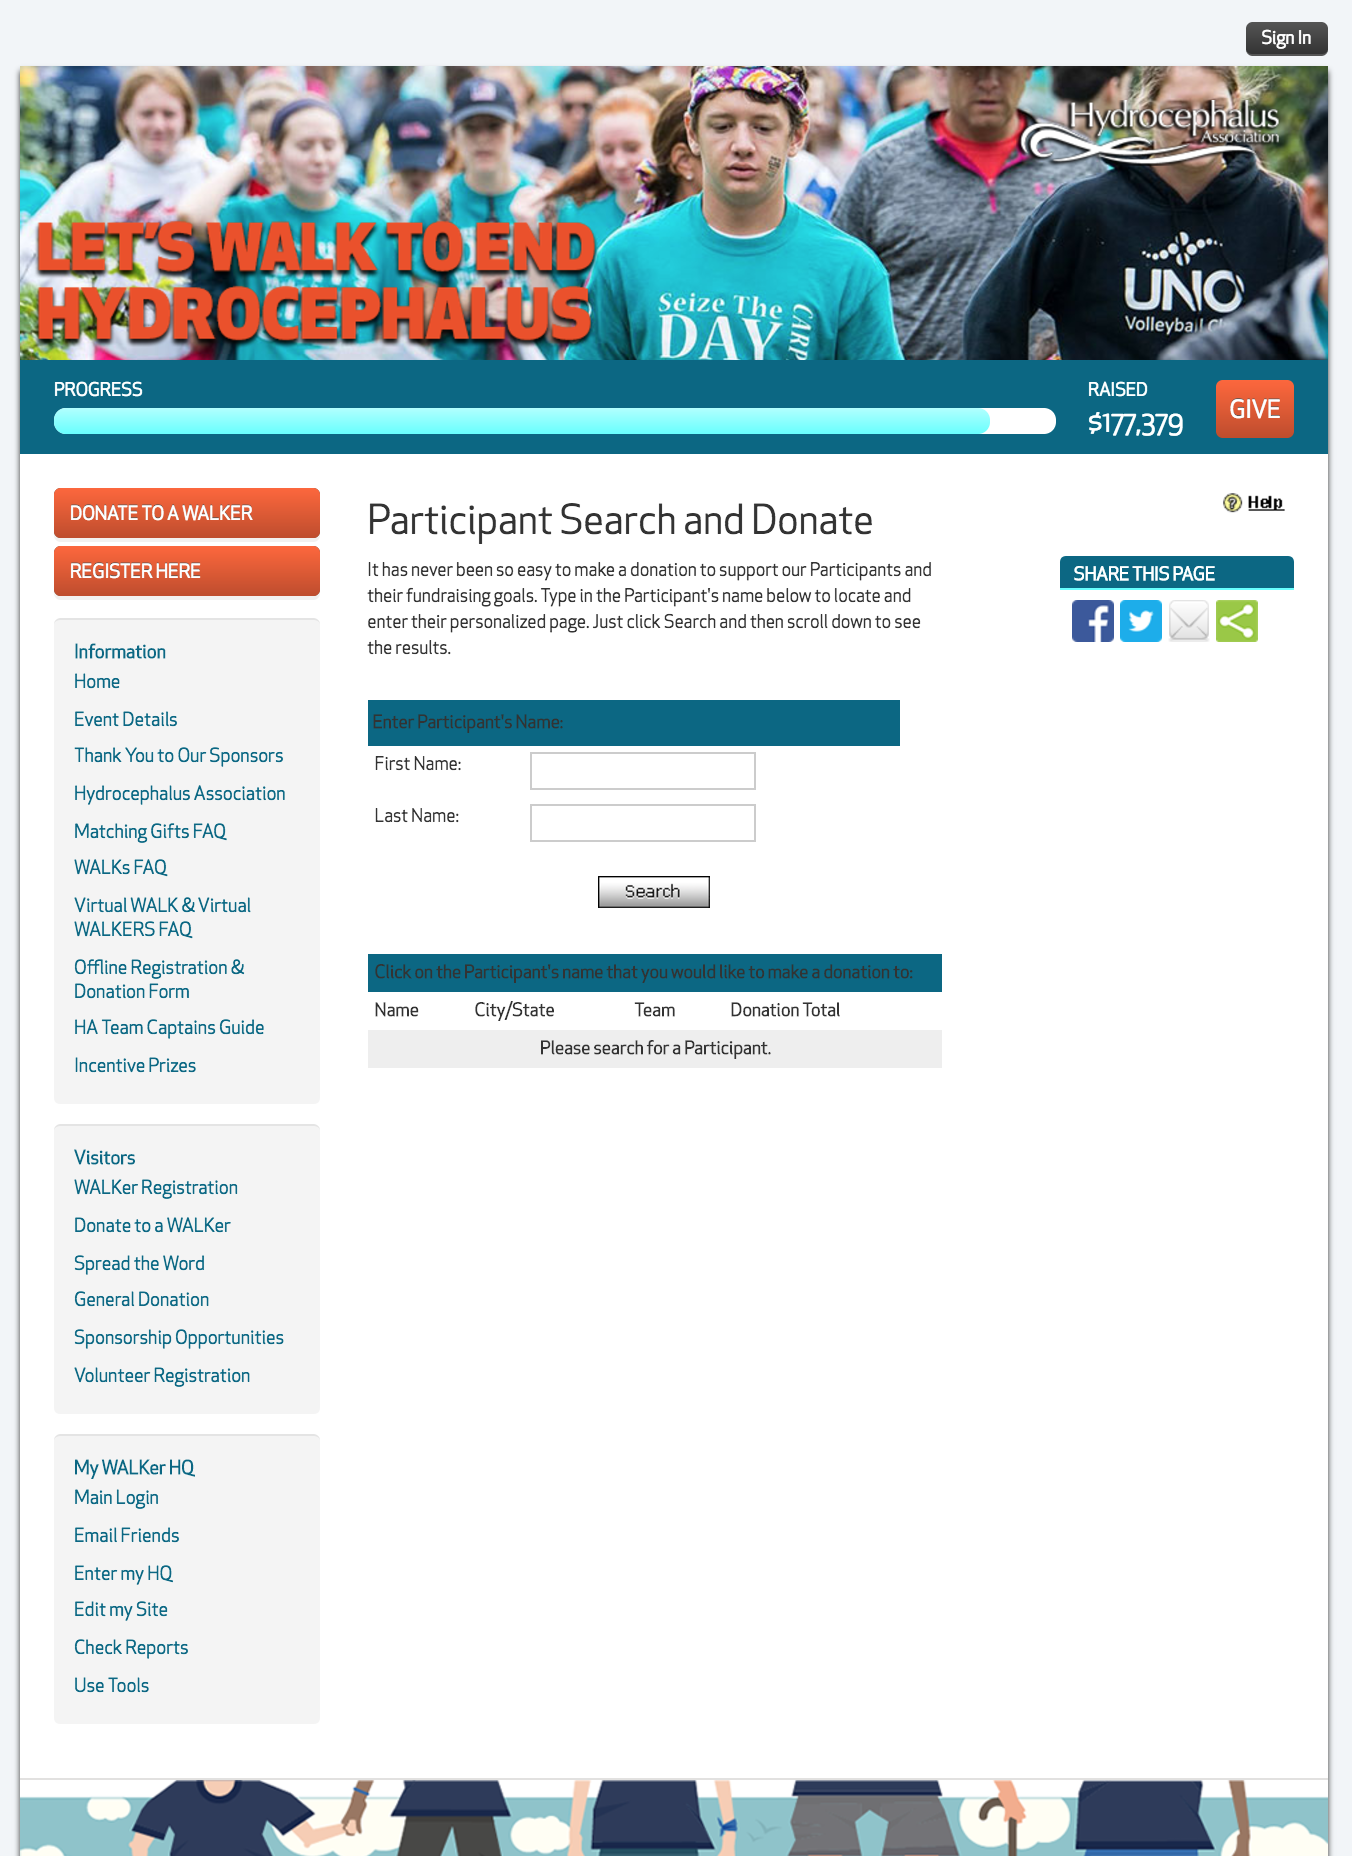 Sign In
Hydrocephalus
Association
LET'S WALK TO END
HYDROCEPHALUS
Seize The
DAY
CARP
UNO
Volleyball Cl
PROGRESS
RAISED
$177,379
GIVE
DONATE TO A WALKER
REGISTER HERE
Information
Home
Event Details
Thank You to Our Sponsors
Hydrocephalus Association
Matching Gifts FAQ
WALKs FAQ
Virtual WALK & Virtual
WALKERS FAQ
Offline Registration &
Donation Form
HA Team Captains Guide
Incentive Prizes
Visitors
WALKer Registration
Donate to a WALKer
Spread the Word
General Donation
Sponsorship Opportunities
Volunteer Registration
My WALKer HQ
Main Login
Email Friends
Enter my HQ
Edit my Site
Check Reports
Use Tools
Participant Search and Donate
It has never been so easy to make a donation to support our Participants and
their fundraising goals. Type in the Participant's name below to locate and
enter their personalized page. Just click Search and then scroll down to see
the results.
Enter Participant's Name:
First Name:
Last Name:
Search
Click on the Participant's name that you would like to make a donation to:
Name City/State Team Donation Total
Please search for a Participant.
Help
SHARE THIS PAGE